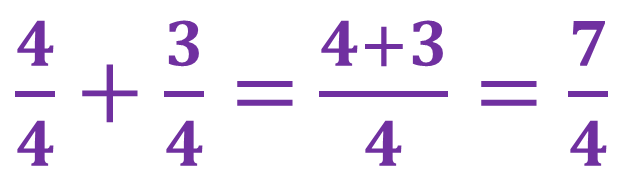 4/4 + 3/4 = 4+3/4 = 7/4